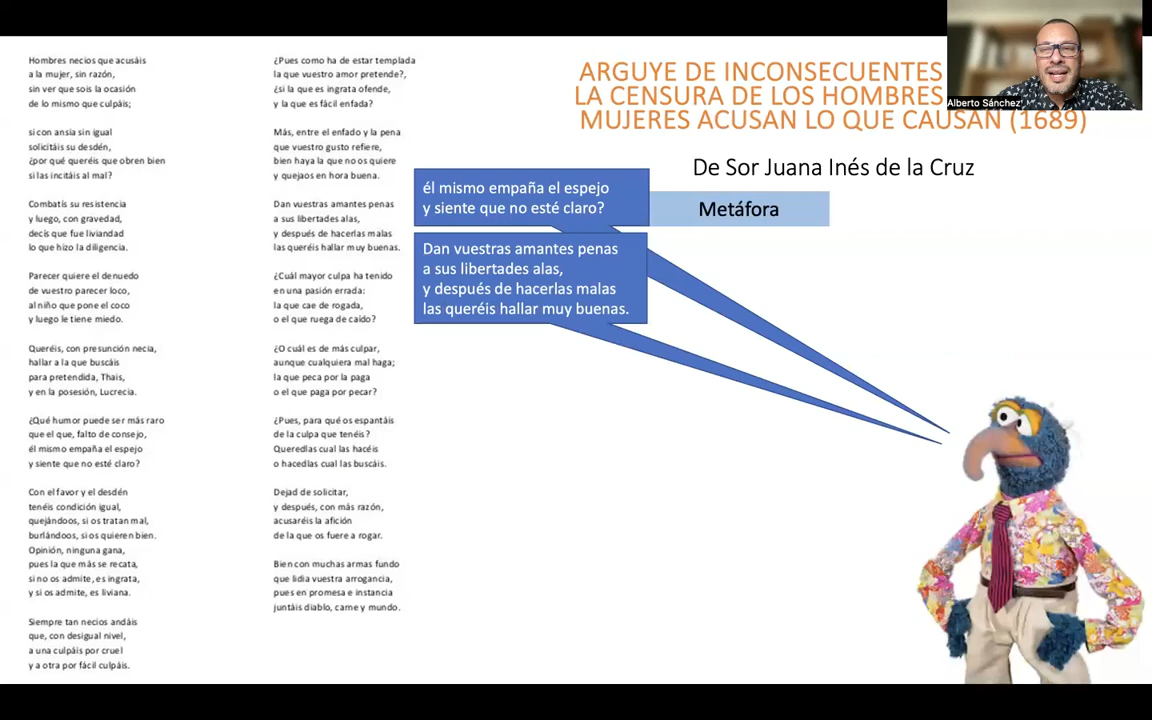 Hombres necios que acusáis
a la mujer, sin razón,
sin ver que sois la ocasión
de lo mismo que culpáis;
si con ansia sin igual
solicitáis su desdén,
¿por qué queréis que obren bien
si las incitáis al mal?
Combatís su resistencia
y luego, con gravedad,
decís que fue liviandad
lo que hizo la diligencia.
Parecer quiere el denuedo
de vuestro parecer loco,
al niño que pone el coco
y luego le tiene miedo.
Queréis, con presunción necia,
hallar a la que buscáis
para pretendida, Thais,
y en la posesión, Lucrecia.
¿Qué humor puede ser más raro
que el que, falto de consejo,
él mismo empaña el espejo
y siente que no esté claro?
Con el favor y el desdén
tenéis condición igual,
quejándoos, si os tratan mal,
burlándoos, si os quieren bien.
Opinión, ninguna gana,
pues la que más se recata,
si no os admite, es ingrata,
y si os admite, es liviana.
Siempre tan necios andáis
que, con desigual nivel,
a una culpáis por cruel
y a otra por fácil culpáis.
¿Pues como ha de estar templada
la que vuestro amor pretende?,
¿si la que es ingrata ofende,
y la que es fácil enfada?
Más, entre el enfado y la pena
que vuestro gusto refiere,
bien haya la que no os quiere
y quejaos en hora buena.
Dan vuestras amantes penas
a sus libertades alas,
y después de hacerlas malas
las queréis hallar muy buenas.
¿Cuál mayor culpa ha tenido
en una pasión errada:
la que cae de rogada,
o el que ruega de caído?
¿O cuál es de más culpar,
aunque cualquiera mal haga;
la que peca por la paga
o el que paga por pecar?
¿Pues, para qué os espantáis
de la culpa que tenéis?
Queredlas cual las hacéis
o hacedlas cual las buscáis.
Dejad de solicitar,
y después, con más razón,
acusaréis la afición
de la que os fuere a rogar.
Bien con muchas armas fundo
que lidia vuestra arrogancia,
pues en promesa e instancia
juntáis diablo, carne y mundo.
ARGUYE DE INCONSECUENTES
LA CENSURA DE LOS HOMBRES
MUJERES ACUSAN LO QUE CAUSAN (1689)
De Sor Juana Inés de la Cruz
él mismo empaña el espejo
y siente que no esté claro?
Metáfora
Dan vuestras amantes penas
a sus libertades alas,
y después de hacerlas malas
las queréis hallar muy buenas.
Alberto Sánchez